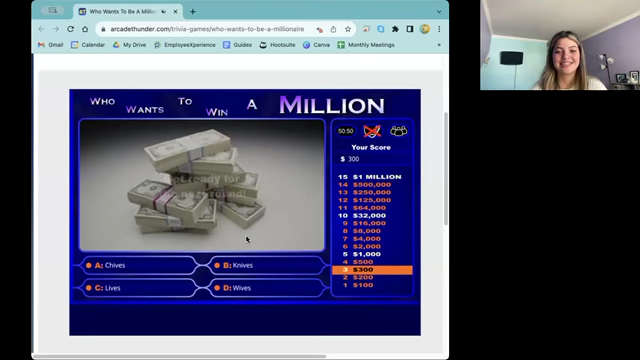 Who Wants To Be A Million
arcadethunder.com/trivia-games/who-wants-to-be-a-millionaire
Gmail Calendar My Drive EmployeeXperience Guides Hootsuite Canva Monthly Meetings
WHO WANTS TO WIN A MILLION
50:50
Your Score
$ 300
Get ready for
15 $1 MILLION
14 $500,000
13 $250,000
12 $125,000
11 $64,000
10 $32,000
9 $16,000
8 $8,000
7 $4,000
6 $2,000
5 $1,000
4 $500
3 $300
2 $200
1 $100
A: Chives B: Knives
C: Lives D: Wives